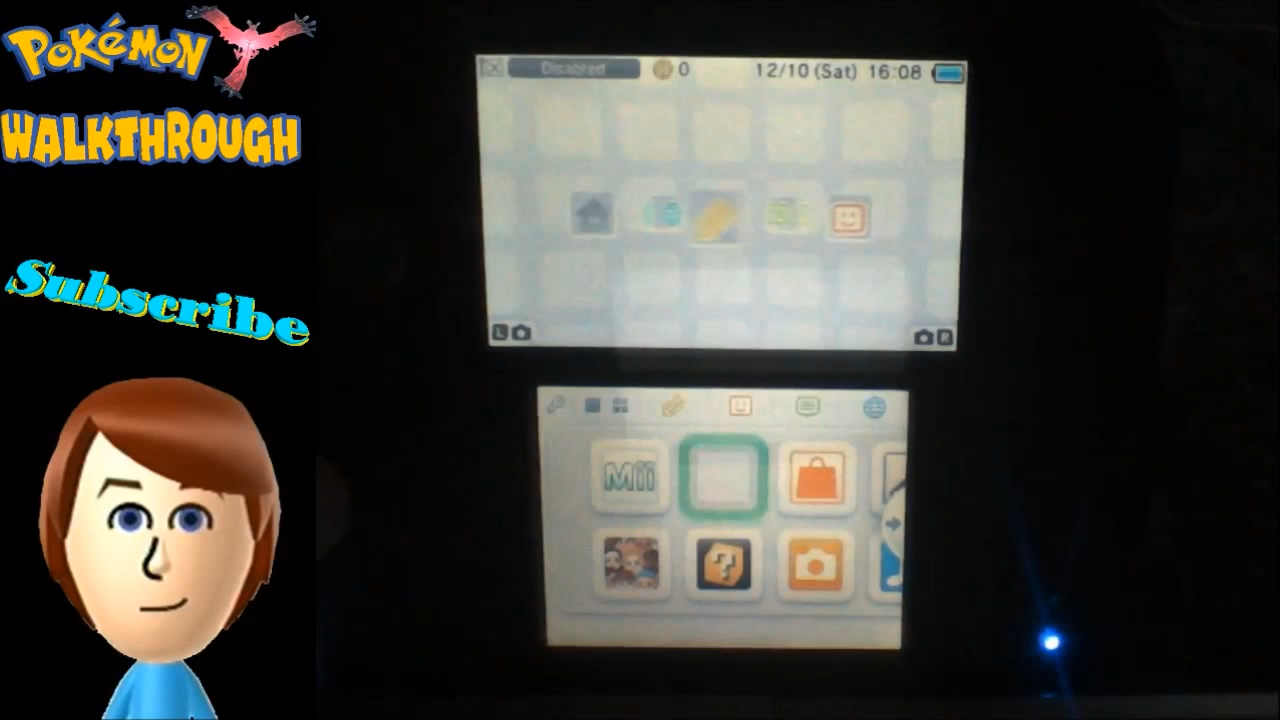 POKéMON
WALKTHROUGH
Subscribe
Disabled 0 12/10 (Sat) 16:08
L R
Mii
?